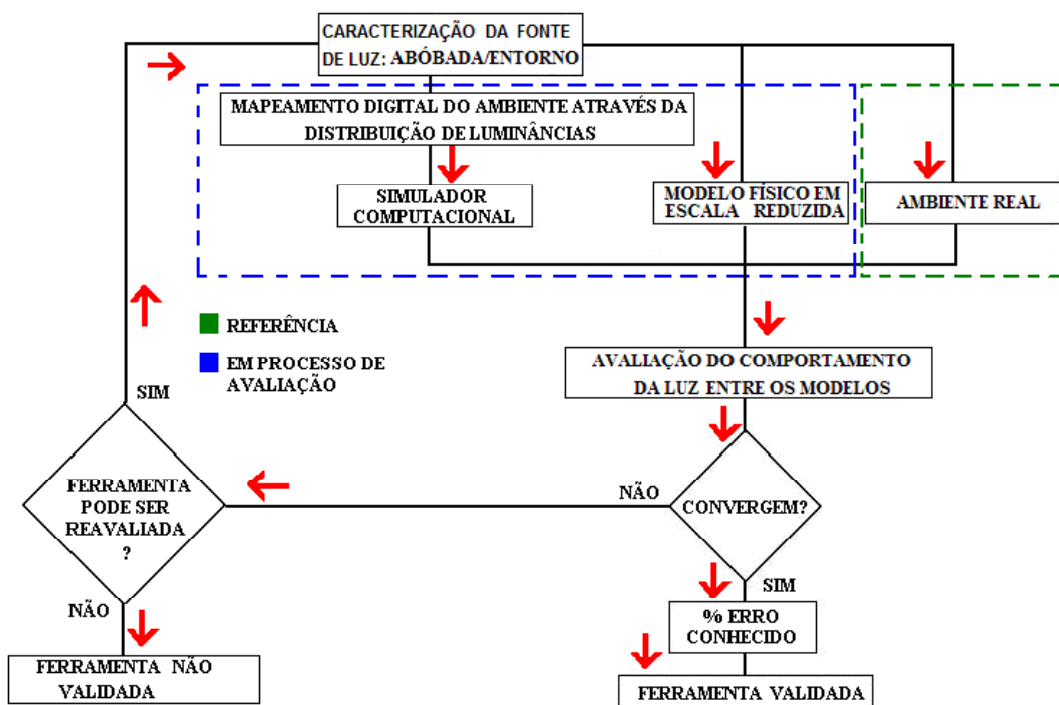 CARACTERIZAÇÃO DA FONTE
DE LUZ: ABÓBADA/ENTORNO
MAPEAMENTO DIGITAL DO AMBIENTE ATRAVÉS DA
DISTRIBUIÇÃO DE LUMINÂNCIAS
SIMULADOR
COMPUTACIONAL
MODELO FÍSICO EM
ESCALA REDUZIDA
AMBIENTE REAL
REFERÊNCIA
EM PROCESSO DE
AVALIAÇÃO
AVALIAÇÃO DO COMPORTAMENTO
DA LUZ ENTRE OS MODELOS
SIM
FERRAMENTA
PODE SER
REAVALIADA
?
NÃO
CONVERGEM?
SIM
NÃO
% ERRO
CONHECIDO
FERRAMENTA NÃO
VALIDADA
FERRAMENTA VALIDADA